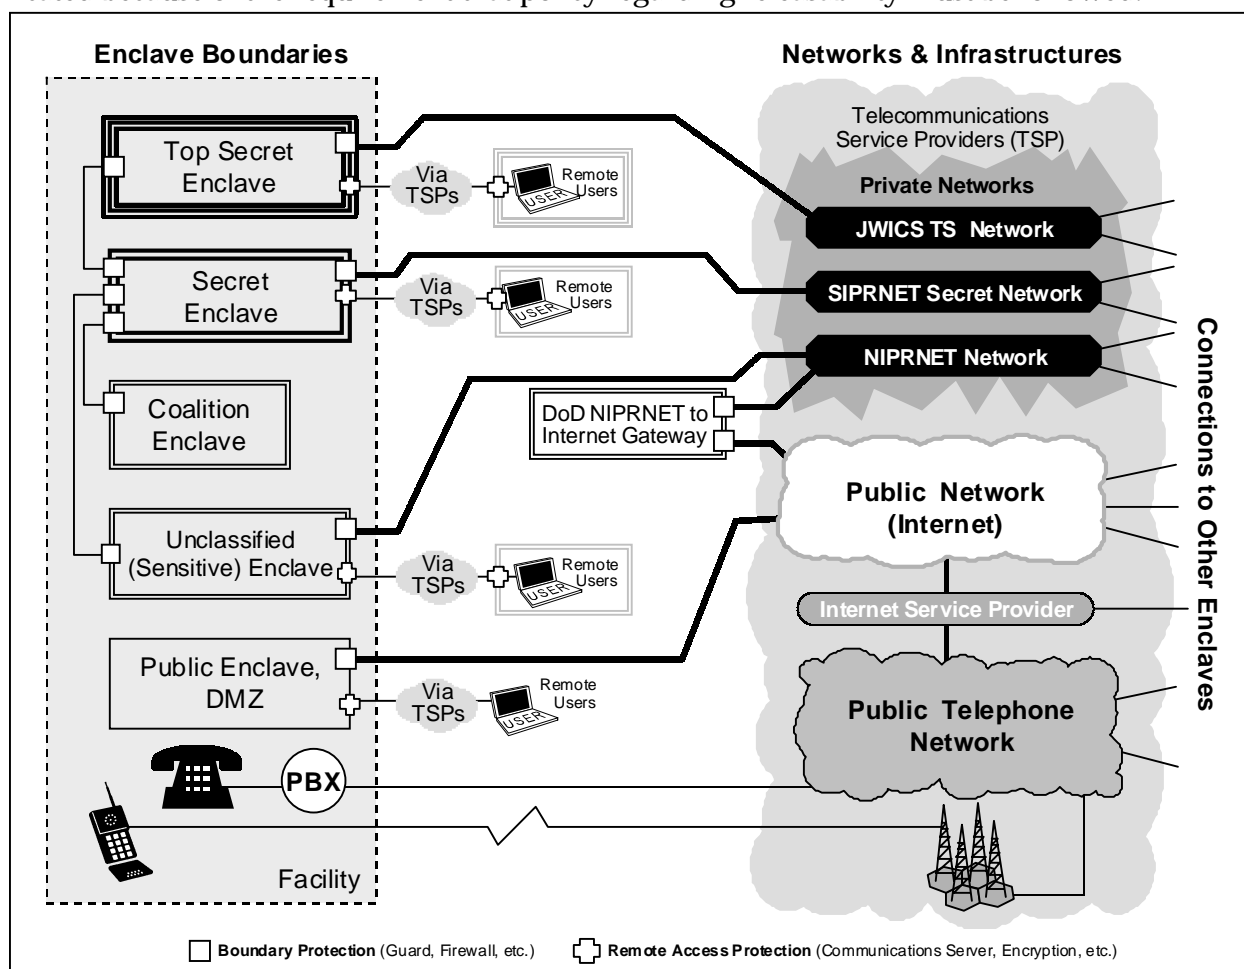 Enclave Boundaries
Networks & Infrastructures
Telecommunications
Service Providers (TSP)
Private Networks
Top Secret
Enclave
Via
TSPs
USER
Remote
Users
JWICS TS Network
Secret
Enclave
Via
TSPs
USER
Remote
Users
SIPRNET Secret Network
NIPRNET Network
Coalition
Enclave
DoD NIPRNET to
Internet Gateway
Public Network
(Internet)
Unclassified
(Sensitive) Enclave
Via
TSPs
USER
Remote
Users
Internet Service Provider
Public Enclave,
DMZ
Via
TSPs
USER
Remote
Users
Public Telephone
Network
PBX
Facility
Connections to Other Enclaves
Boundary Protection (Guard, Firewall, etc.)
Remote Access Protection (Communications Server, Encryption, etc.)